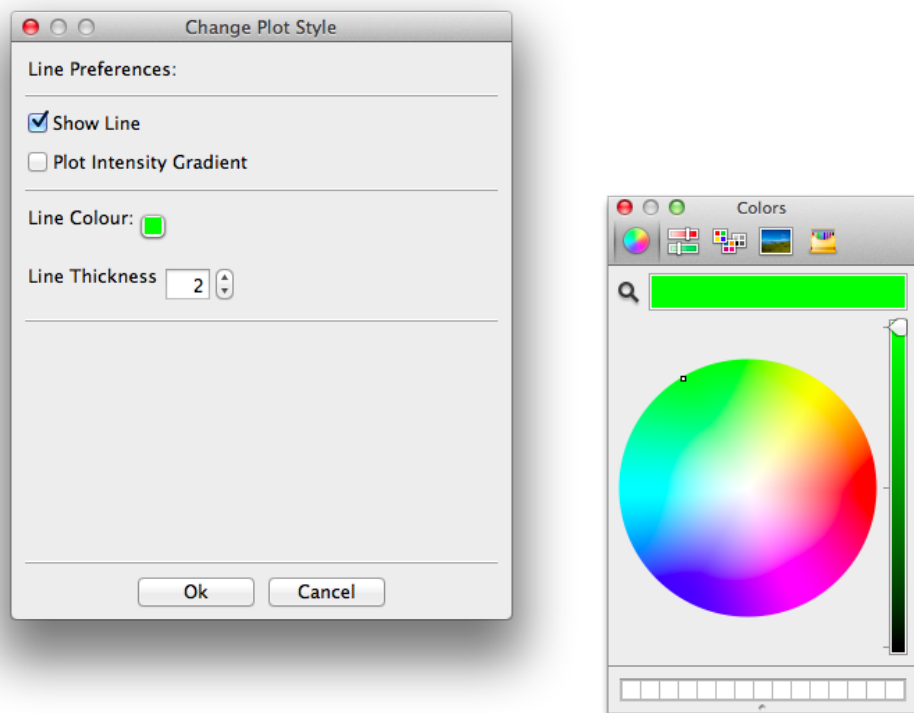 Change Plot Style
Line Preferences:
Show Line
Plot Intensity Gradient
Line Colour:
Line Thickness 2
Ok Cancel
Colors